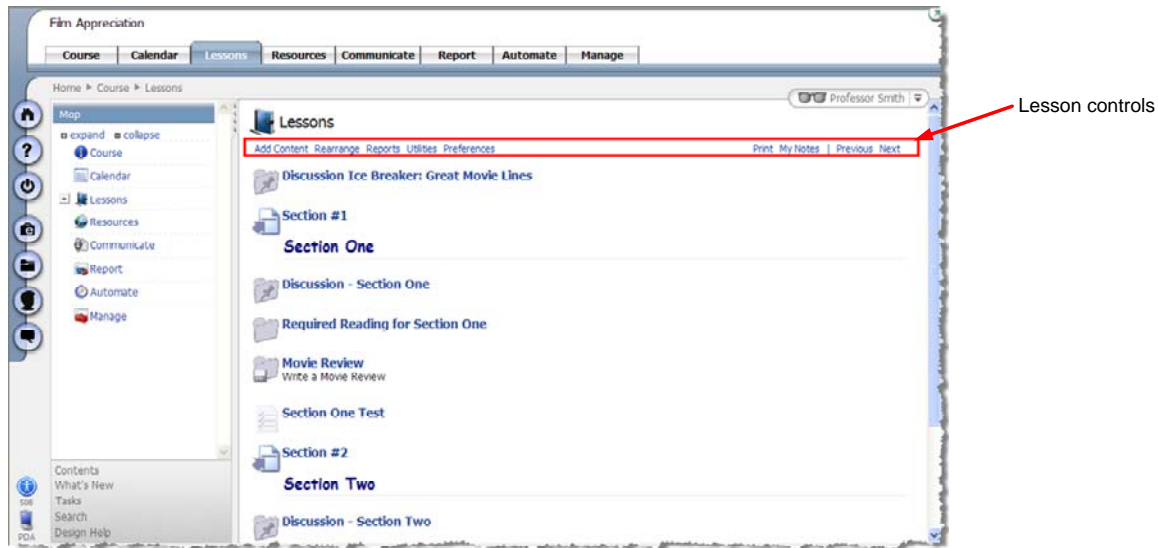 Film Appreciation
Course Calendar Lessons Resources Communicate Report Automate Manage
Home Course Lessons
Professor Smith
Lesson controls
Map
expand collapse
Course
Calendar
Lessons
Resources
Communicate
Report
Automate
Manage
Contents
What's New
Tasks
Search
Design Help
SOB
PDA
Lessons
Add Content Rearrange Reports Utilities Preferences Print My Notes | Previous Next
Discussion Ice Breaker: Great Movie Lines
Section #1
Section One
Discussion - Section One
Required Reading for Section One
Movie Review
Write a Movie Review
Section One Test
Section #2
Section Two
Discussion - Section Two